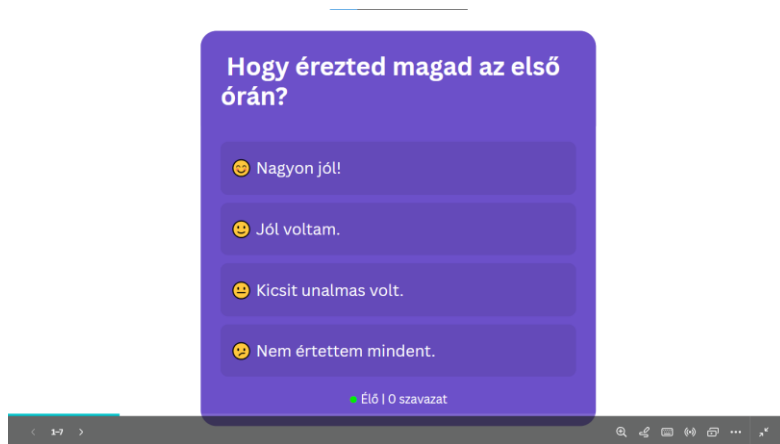 Hogy érezted magad az első
órán?
😊 Nagyon jól!
🙂 Jól voltam.
😐 Kicsit unalmas volt.
🫤 Nem értettem mindent.
Élő | 0 szavazat
1-7